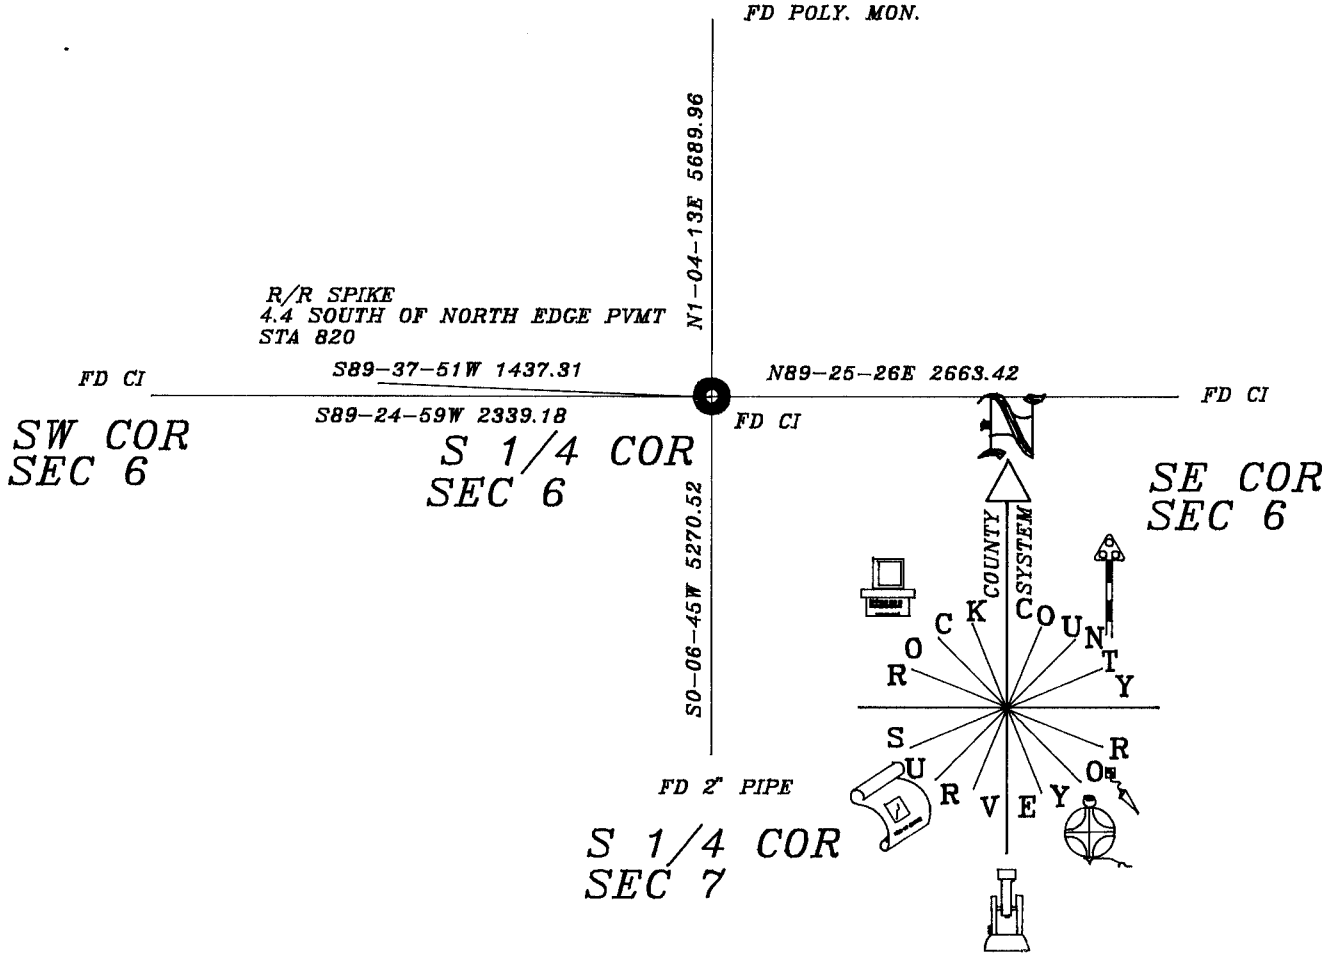 FD POLY. MON.
N1-04-13E 5689.96
R/R SPIKE
4.4 SOUTH OF NORTH EDGE PVMT
STA 820
S89-37-51W 1437.31
N89-25-26E 2663.42
FD CI
FD CI
S89-24-59W 2339.18
FD CI
SW COR
SEC 6
S 1/4 COR
SEC 6
SE COR
SEC 6
S0-06-45W 5270.52
N
COUNTY SYSTEM
ROCK COUNTY
SURVEYOR
FD 2" PIPE
S 1/4 COR
SEC 7